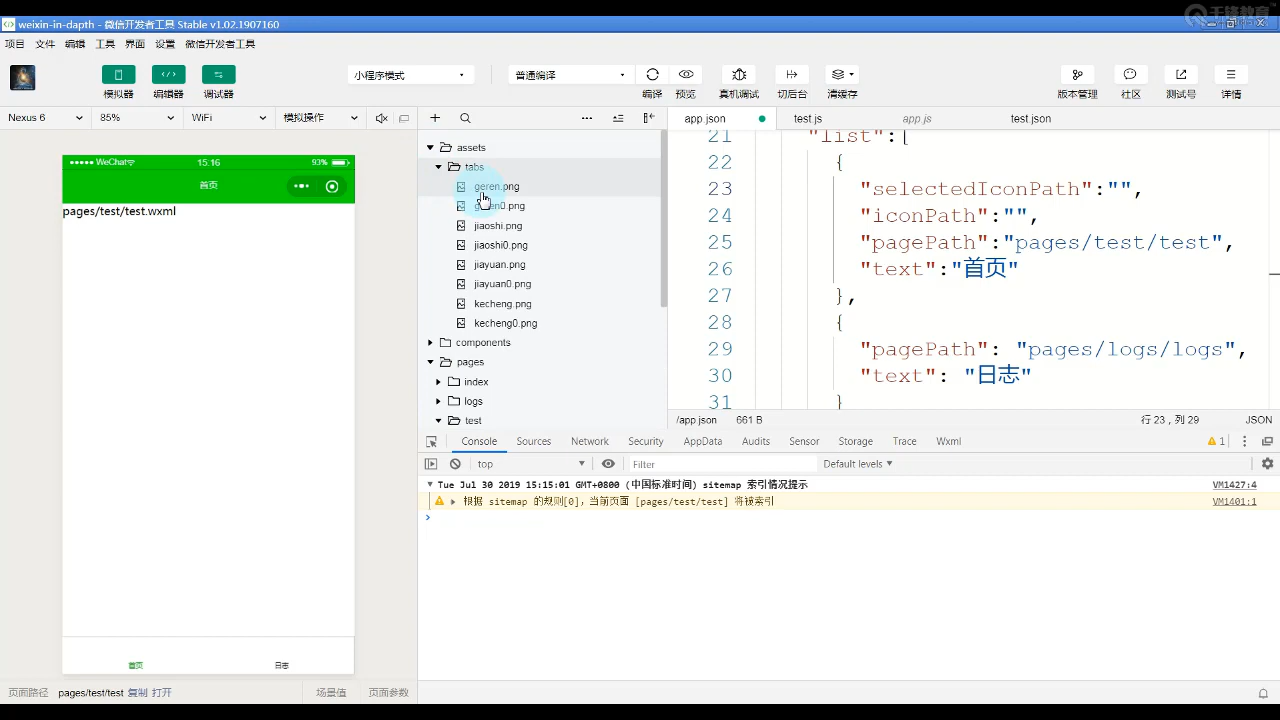 weixin-in-dapth - 微信开发者工具 Stable v1.02.1907160
千锋教育
项目 文件 编辑 工具 界面 设置 微信开发者工具
小程序模式 普通编译
模拟器 编辑器 调试器 编译 预览 真机调试 切后台 清缓存 版本管理 社区 测试号 详情
Nexus 6 85% WiFi 模拟操作
app.json test.js app.js test.json
WeChat 15:16 93%
首页
pages/test/test.wxml
首页 日志
页面路径 pages/test/test 复制 打开 场景值 页面参数
assets
tabs
geren.png
geren0.png
jiaoshi.png
jiaoshi0.png
jiayuan.png
jiayuan0.png
kecheng.png
kecheng0.png
components
pages
index
logs
test
21 "list":[
22 {
23 "selectedIconPath":"",
24 "iconPath":"",
25 "pagePath":"pages/test/test",
26 "text":"首页"
27 },
28 {
29 "pagePath": "pages/logs/logs",
30 "text": "日志"
31 }
/app.json 661 B 行 23，列 29 JSON
Console Sources Network Security AppData Audits Sensor Storage Trace Wxml 1
top Filter Default levels
Tue Jul 30 2019 15:15:01 GMT+0800 (中国标准时间) sitemap 索引情况提示 VM1427:4
根据 sitemap 的规则[0]，当前页面 [pages/test/test] 将被索引 VM1401:1